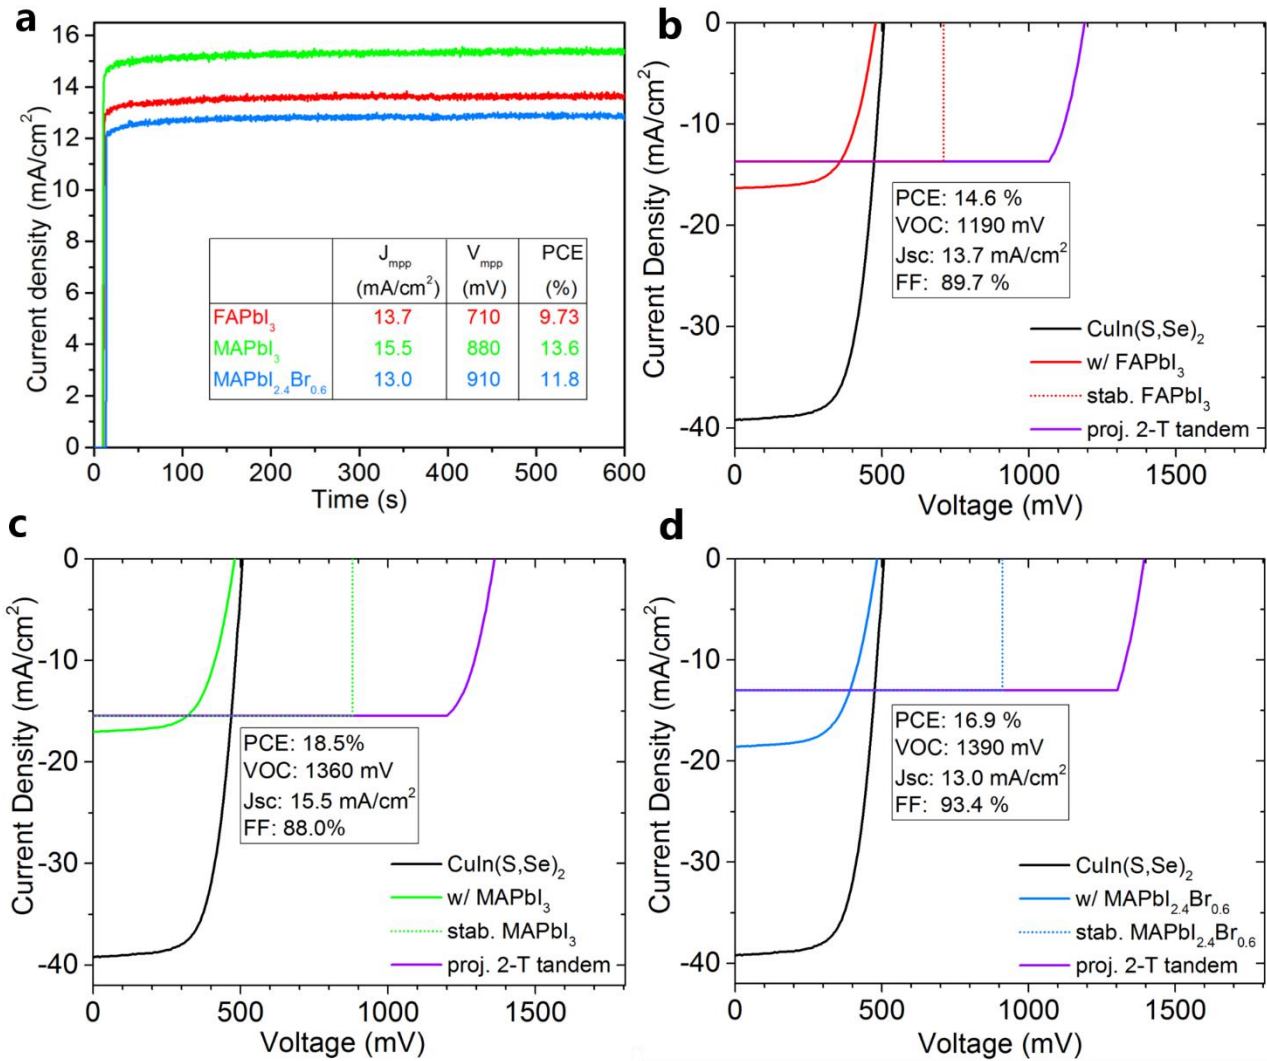 a
16
14
12
10
8
6
4
2
0
Current density (mA/cm²)
0 100 200 300 400 500 600
Time (s)
J_mpp V_mpp PCE
(mA/cm²) (mV) (%)
FAPbI₃ 13.7 710 9.73
MAPbI₃ 15.5 880 13.6
MAPbI₂.₄Br₀.₆ 13.0 910 11.8
b
0
-10
-20
-30
-40
Current Density (mA/cm²)
0 500 1000 1500
Voltage (mV)
PCE: 14.6 %
VOC: 1190 mV
Jsc: 13.7 mA/cm²
FF: 89.7 %
CuIn(S,Se)₂
w/ FAPbI₃
stab. FAPbI₃
proj. 2-T tandem
c
0
-10
-20
-30
-40
Current Density (mA/cm²)
0 500 1000 1500
Voltage (mV)
PCE: 18.5%
VOC: 1360 mV
Jsc: 15.5 mA/cm²
FF: 88.0%
CuIn(S,Se)₂
w/ MAPbI₃
stab. MAPbI₃
proj. 2-T tandem
d
0
-10
-20
-30
-40
Current Density (mA/cm²)
0 500 1000 1500
Voltage (mV)
PCE: 16.9 %
VOC: 1390 mV
Jsc: 13.0 mA/cm²
FF: 93.4 %
CuIn(S,Se)₂
w/ MAPbI₂.₄Br₀.₆
stab. MAPbI₂.₄Br₀.₆
proj. 2-T tandem